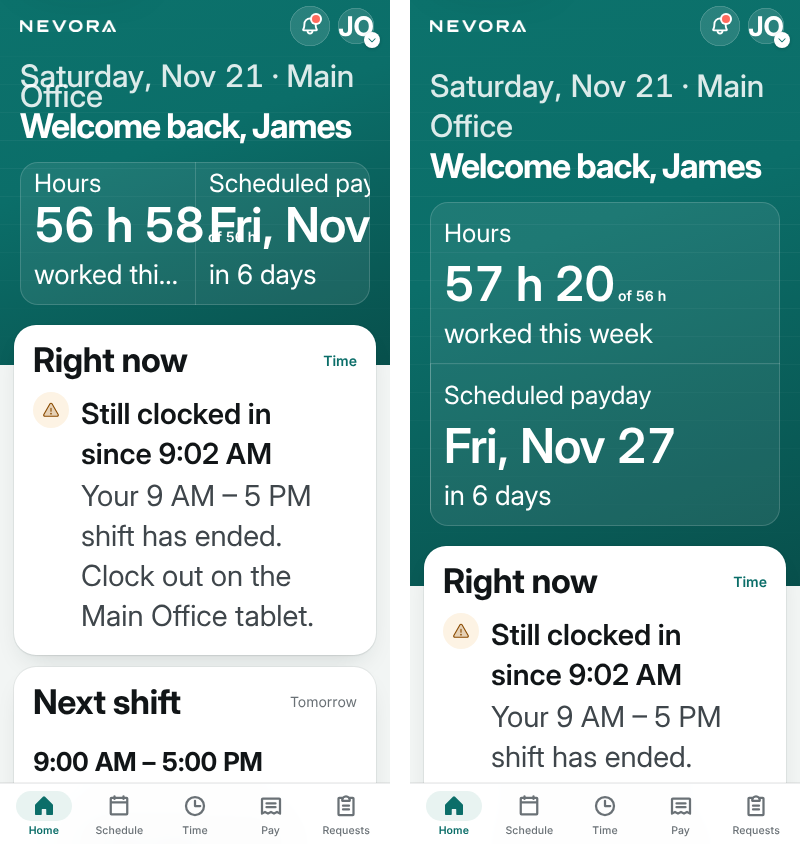 NEVORA
JO
Saturday, Nov 21 · Main
Office
Welcome back, James
Hours
56 h 58
of 56 h
worked thi...
Scheduled pay
Fri, Nov
in 6 days
Right now
Time
Still clocked in
since 9:02 AM
Your 9 AM – 5 PM
shift has ended.
Clock out on the
Main Office tablet.
Next shift
Tomorrow
9:00 AM – 5:00 PM
Home
Schedule
Time
Pay
Requests
NEVORA
JO
Saturday, Nov 21 · Main
Office
Welcome back, James
Hours
57 h 20 of 56 h
worked this week
Scheduled payday
Fri, Nov 27
in 6 days
Right now
Time
Still clocked in
since 9:02 AM
Your 9 AM – 5 PM
shift has ended.
Home
Schedule
Time
Pay
Requests